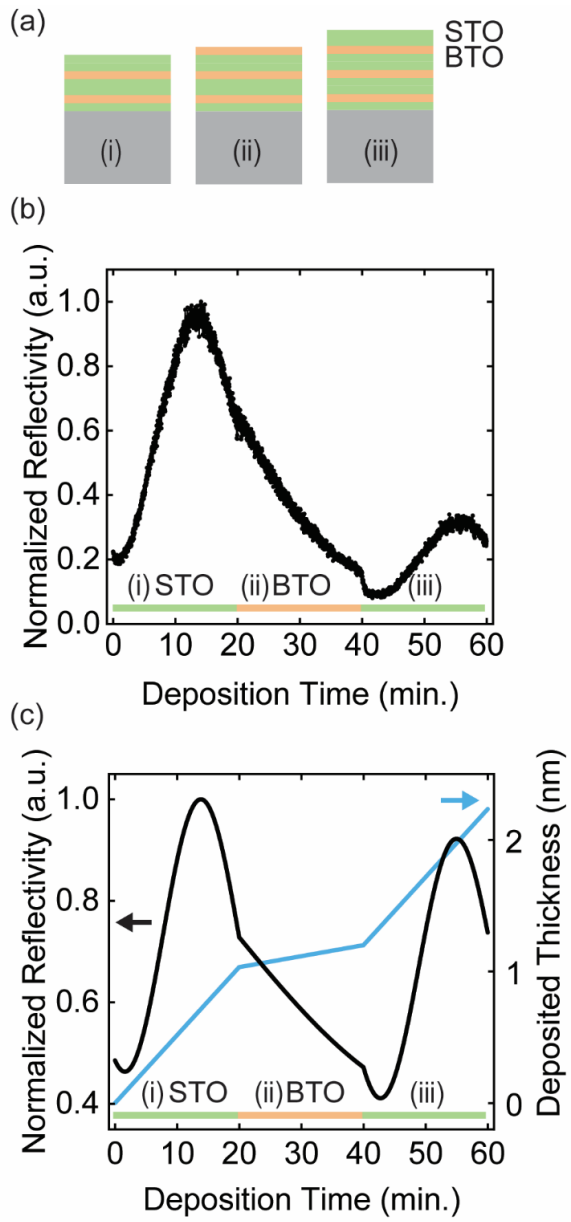 (a)
STO
BTO
(i)
(ii)
(iii)
(b)
Normalized Reflectivity (a.u.)
1.0
0.8
0.6
0.4
0.2
0.0
(i) STO
(ii) BTO
(iii)
0 10 20 30 40 50 60
Deposition Time (min.)
(c)
Normalized Reflectivity (a.u.)
1.0
0.8
0.6
0.4
Deposited Thickness (nm)
2
1
0
(i) STO
(ii) BTO
(iii)
0 10 20 30 40 50 60
Deposition Time (min.)